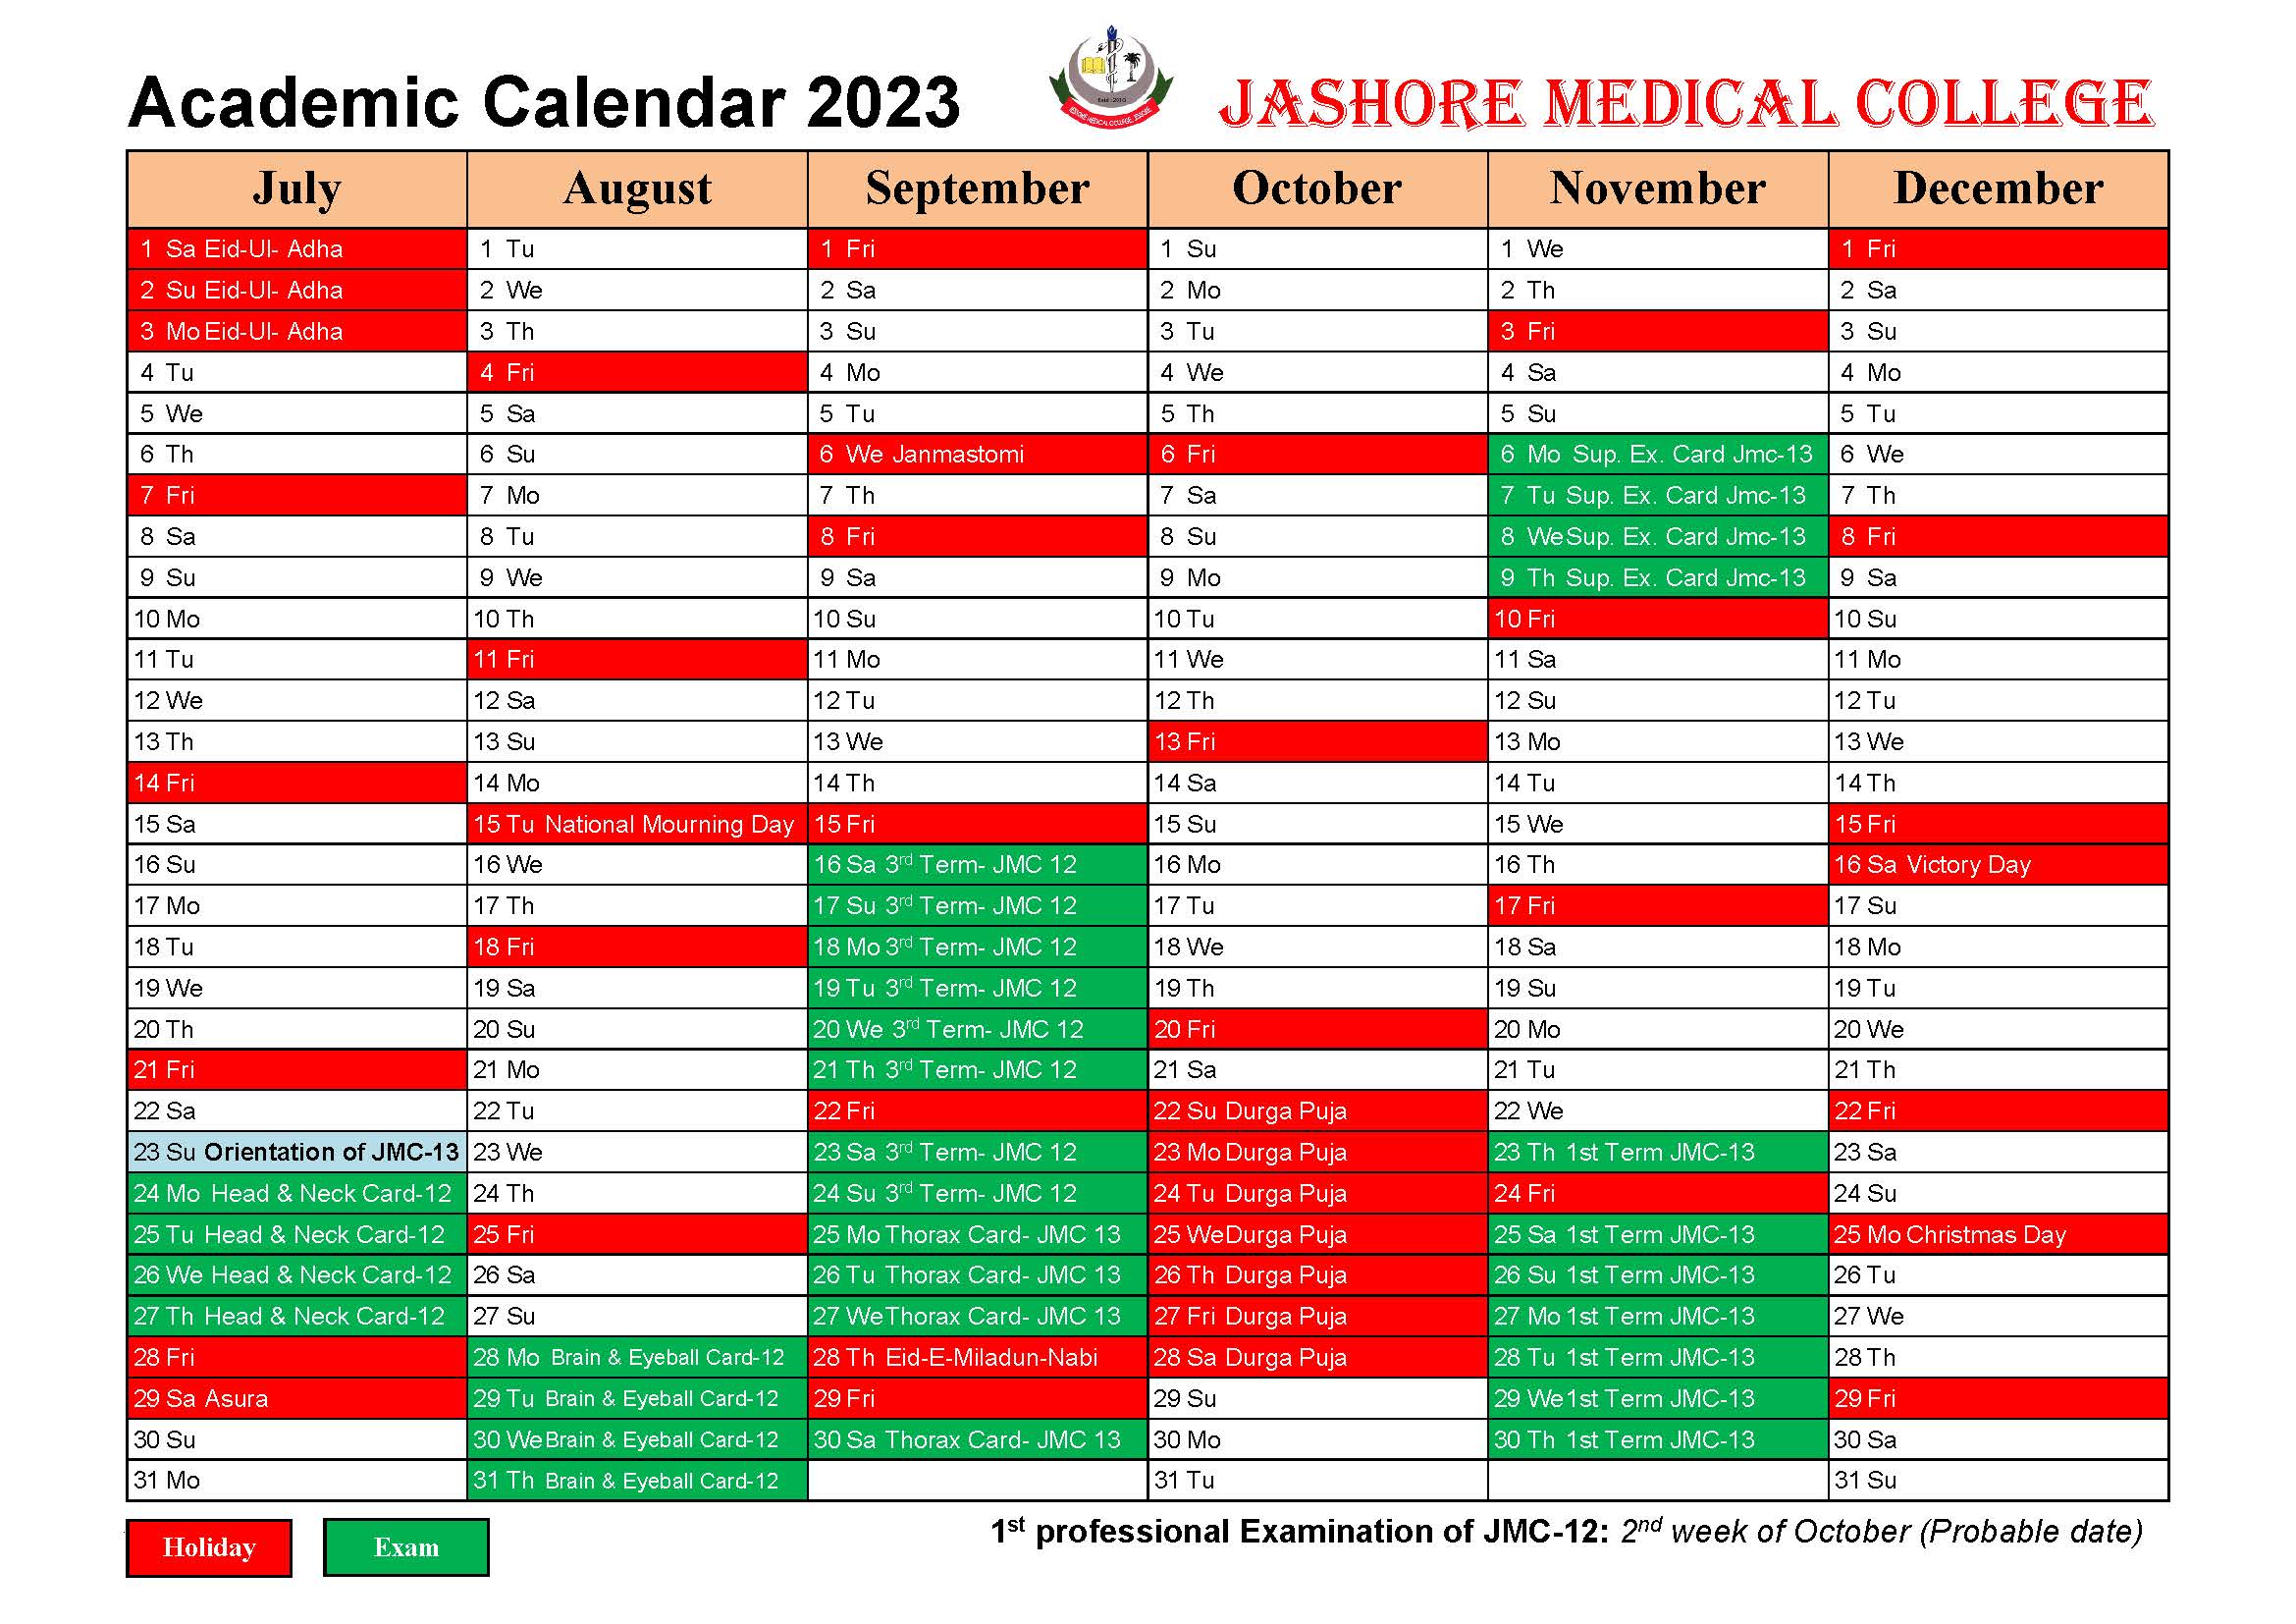 Academic Calendar 2023
Estd : 2010
JASHORE MEDICAL COLLEGE
July August September October November December
1 Sa Eid-Ul- Adha 1 Tu 1 Fri 1 Su 1 We 1 Fri
2 Su Eid-Ul- Adha 2 We 2 Sa 2 Mo 2 Th 2 Sa
3 Mo Eid-Ul- Adha 3 Th 3 Su 3 Tu 3 Fri 3 Su
4 Tu 4 Fri 4 Mo 4 We 4 Sa 4 Mo
5 We 5 Sa 5 Tu 5 Th 5 Su 5 Tu
6 Th 6 Su 6 We Janmastomi 6 Fri 6 Mo Sup. Ex. Card Jmc-13 6 We
7 Fri 7 Mo 7 Th 7 Sa 7 Tu Sup. Ex. Card Jmc-13 7 Th
8 Sa 8 Tu 8 Fri 8 Su 8 We Sup. Ex. Card Jmc-13 8 Fri
9 Su 9 We 9 Sa 9 Mo 9 Th Sup. Ex. Card Jmc-13 9 Sa
10 Mo 10 Th 10 Su 10 Tu 10 Fri 10 Su
11 Tu 11 Fri 11 Mo 11 We 11 Sa 11 Mo
12 We 12 Sa 12 Tu 12 Th 12 Su 12 Tu
13 Th 13 Su 13 We 13 Fri 13 Mo 13 We
14 Fri 14 Mo 14 Th 14 Sa 14 Tu 14 Th
15 Sa 15 Tu National Mourning Day 15 Fri 15 Su 15 We 15 Fri
16 Su 16 We 16 Sa 3rd Term- JMC 12 16 Mo 16 Th 16 Sa Victory Day
17 Mo 17 Th 17 Su 3rd Term- JMC 12 17 Tu 17 Fri 17 Su
18 Tu 18 Fri 18 Mo 3rd Term- JMC 12 18 We 18 Sa 18 Mo
19 We 19 Sa 19 Tu 3rd Term- JMC 12 19 Th 19 Su 19 Tu
20 Th 20 Su 20 We 3rd Term- JMC 12 20 Fri 20 Mo 20 We
21 Fri 21 Mo 21 Th 3rd Term- JMC 12 21 Sa 21 Tu 21 Th
22 Sa 22 Tu 22 Fri 22 Su Durga Puja 22 We 22 Fri
23 Su Orientation of JMC-13 23 We 23 Sa 3rd Term- JMC 12 23 Mo Durga Puja 23 Th 1st Term JMC-13 23 Sa
24 Mo Head & Neck Card-12 24 Th 24 Su 3rd Term- JMC 12 24 Tu Durga Puja 24 Fri 24 Su
25 Tu Head & Neck Card-12 25 Fri 25 Mo Thorax Card- JMC 13 25 We Durga Puja 25 Sa 1st Term JMC-13 25 Mo Christmas Day
26 We Head & Neck Card-12 26 Sa 26 Tu Thorax Card- JMC 13 26 Th Durga Puja 26 Su 1st Term JMC-13 26 Tu
27 Th Head & Neck Card-12 27 Su 27 We Thorax Card- JMC 13 27 Fri Durga Puja 27 Mo 1st Term JMC-13 27 We
28 Fri 28 Mo Brain & Eyeball Card-12 28 Th Eid-E-Miladun-Nabi 28 Sa Durga Puja 28 Tu 1st Term JMC-13 28 Th
29 Sa Asura 29 Tu Brain & Eyeball Card-12 29 Fri 29 Su 29 We 1st Term JMC-13 29 Fri
30 Su 30 We Brain & Eyeball Card-12 30 Sa Thorax Card- JMC 13 30 Mo 30 Th 1st Term JMC-13 30 Sa
31 Mo 31 Th Brain & Eyeball Card-12 31 Tu 31 Su
Holiday Exam
1st professional Examination of JMC-12: 2nd week of October (Probable date)